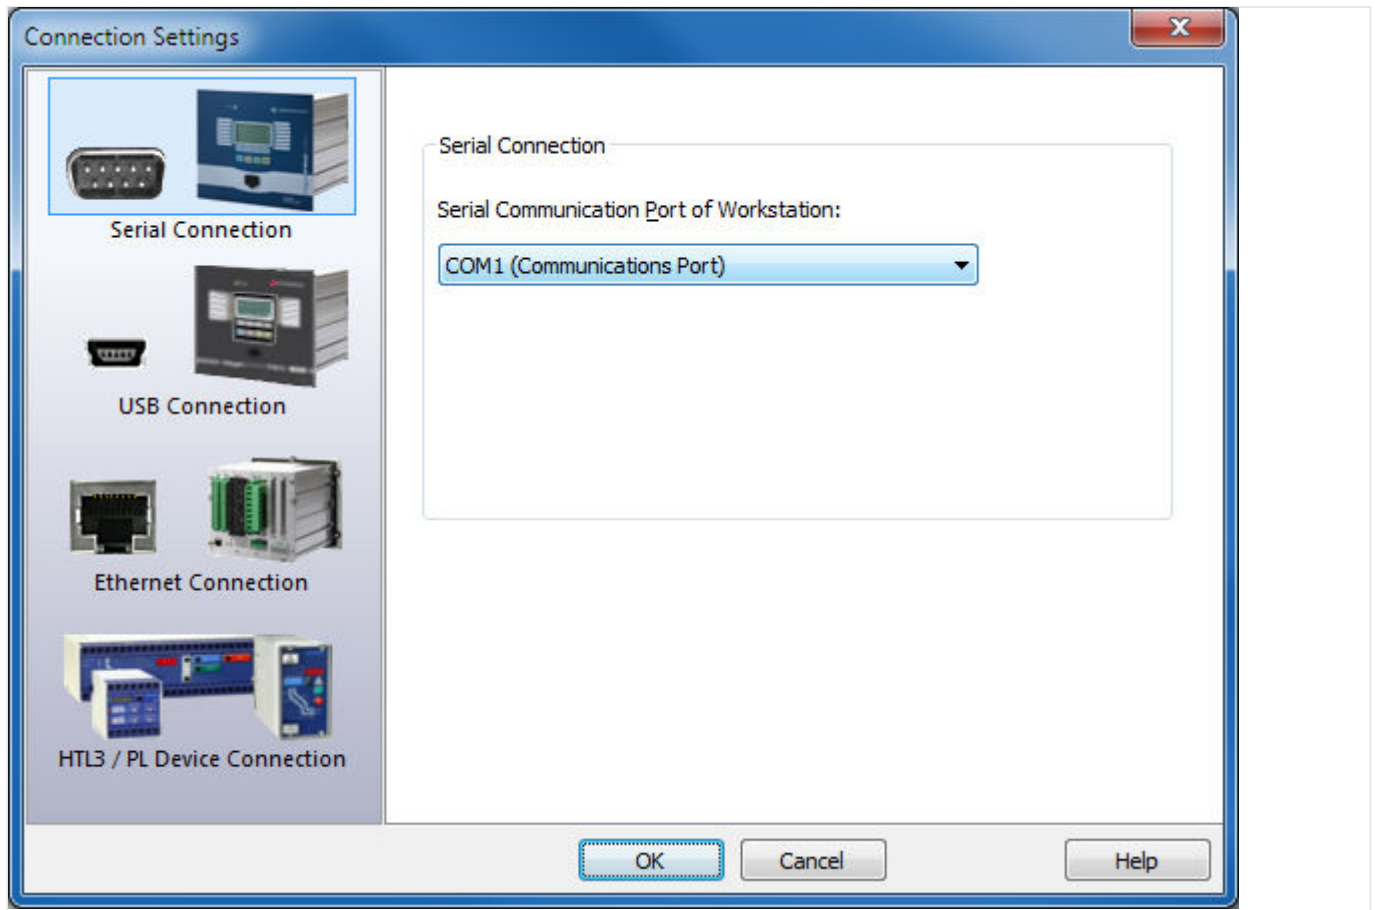 Connection Settings
Serial Connection
USB Connection
Ethernet Connection
HTL3 / PL Device Connection
Serial Connection
Serial Communication Port of Workstation:
COM1 (Communications Port)
OK
Cancel
Help